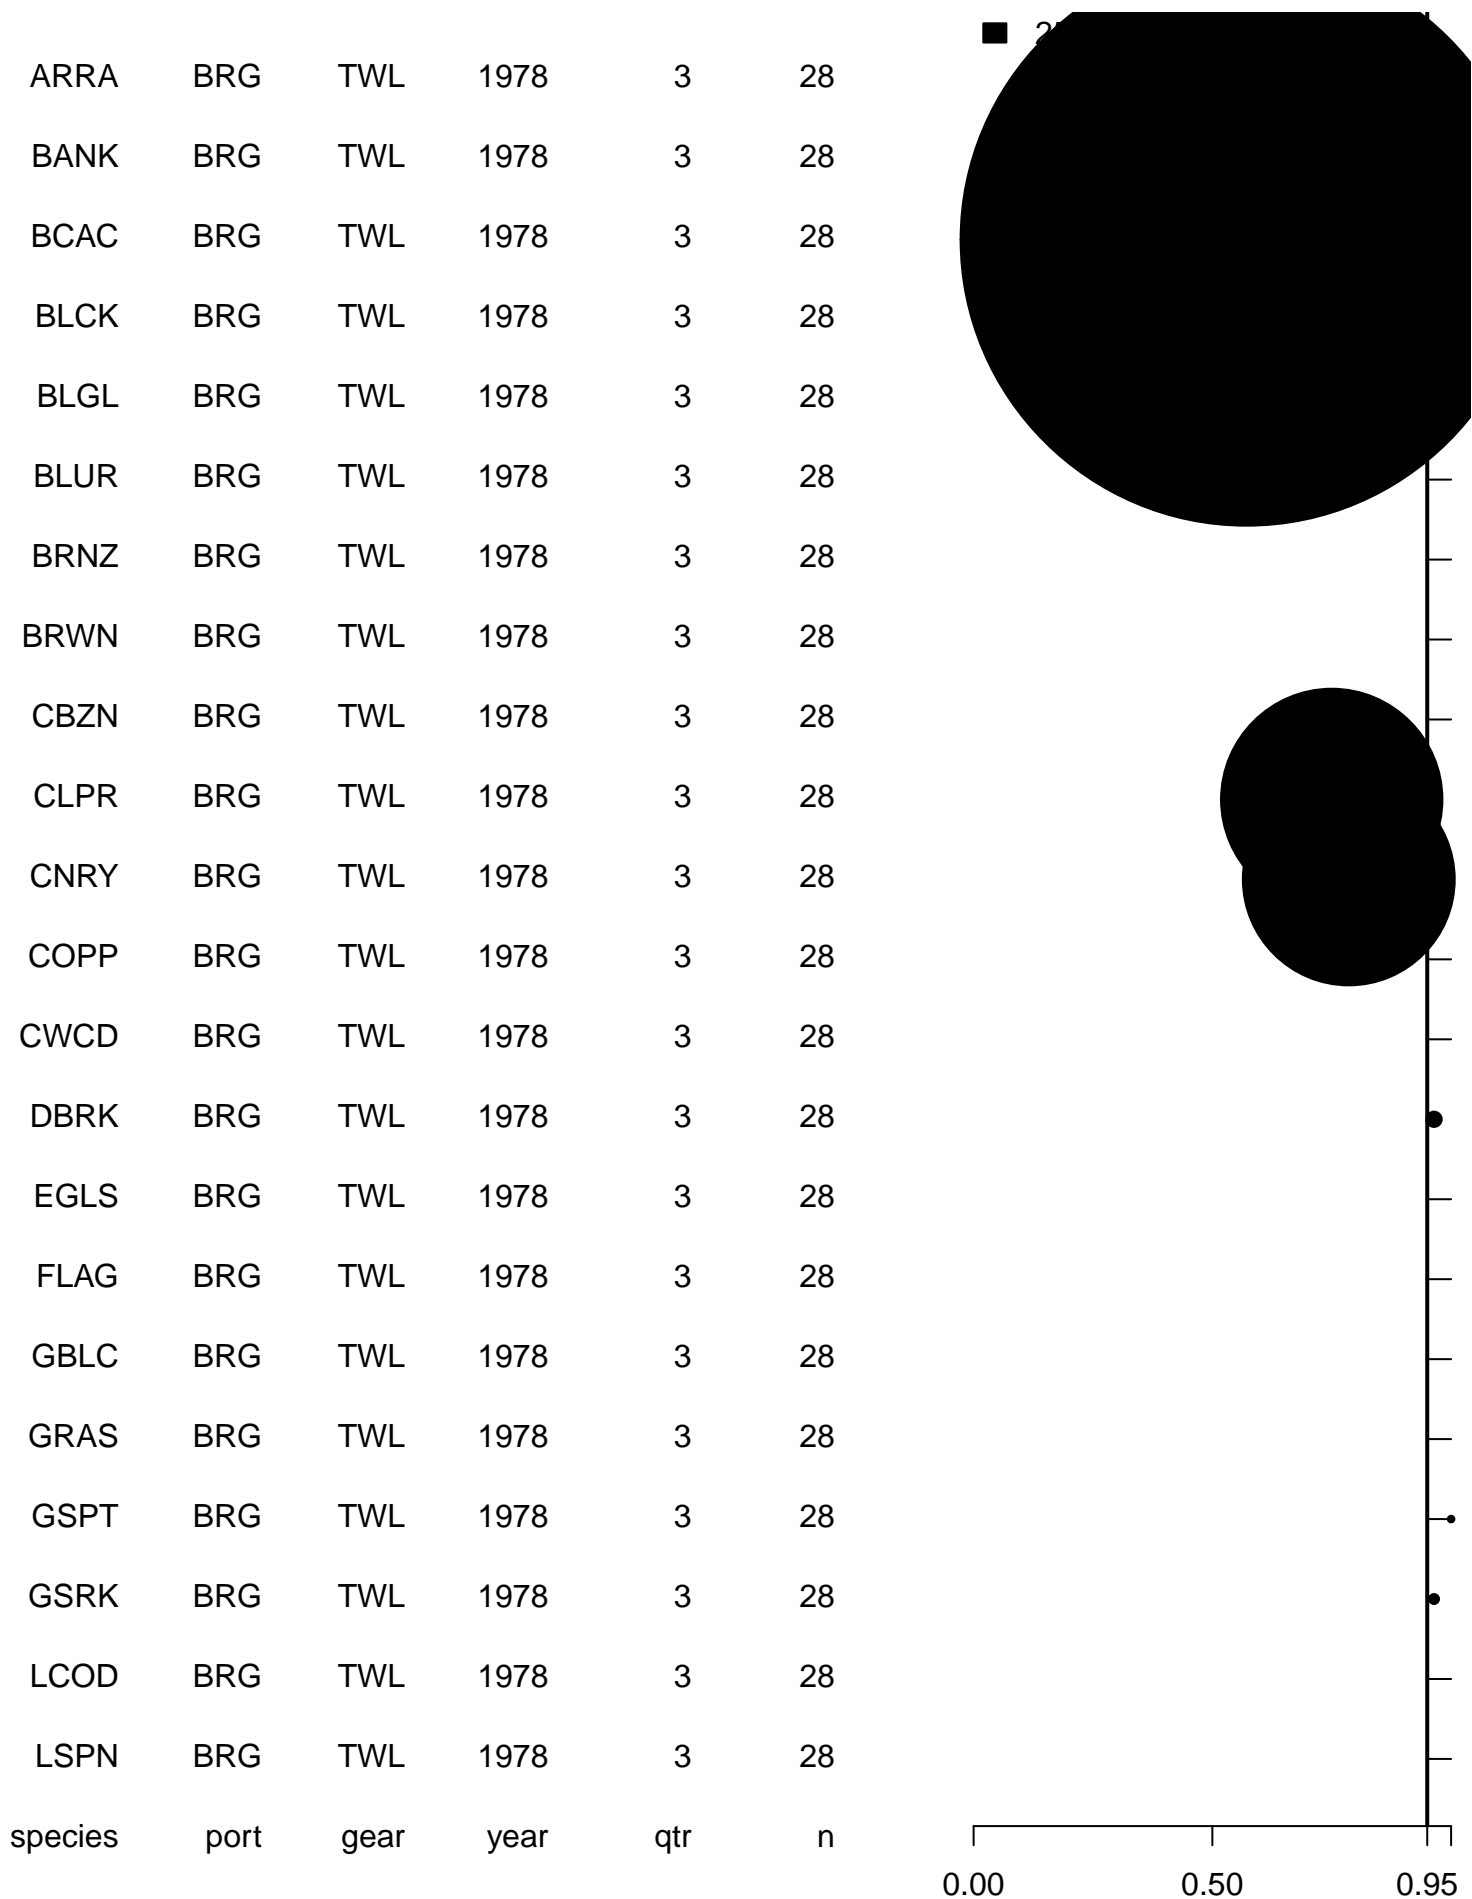 ARRA BRG TWL 1978 3 28
BANK BRG TWL 1978 3 28
BCAC BRG TWL 1978 3 28
BLCK BRG TWL 1978 3 28
BLGL BRG TWL 1978 3 28
BLUR BRG TWL 1978 3 28
BRNZ BRG TWL 1978 3 28
BRWN BRG TWL 1978 3 28
CBZN BRG TWL 1978 3 28
CLPR BRG TWL 1978 3 28
CNRY BRG TWL 1978 3 28
COPP BRG TWL 1978 3 28
CWCD BRG TWL 1978 3 28
DBRK BRG TWL 1978 3 28
EGLS BRG TWL 1978 3 28
FLAG BRG TWL 1978 3 28
GBLC BRG TWL 1978 3 28
GRAS BRG TWL 1978 3 28
GSPT BRG TWL 1978 3 28
GSRK BRG TWL 1978 3 28
LCOD BRG TWL 1978 3 28
LSPN BRG TWL 1978 3 28
species port gear year qtr n
0.00 0.50 0.95